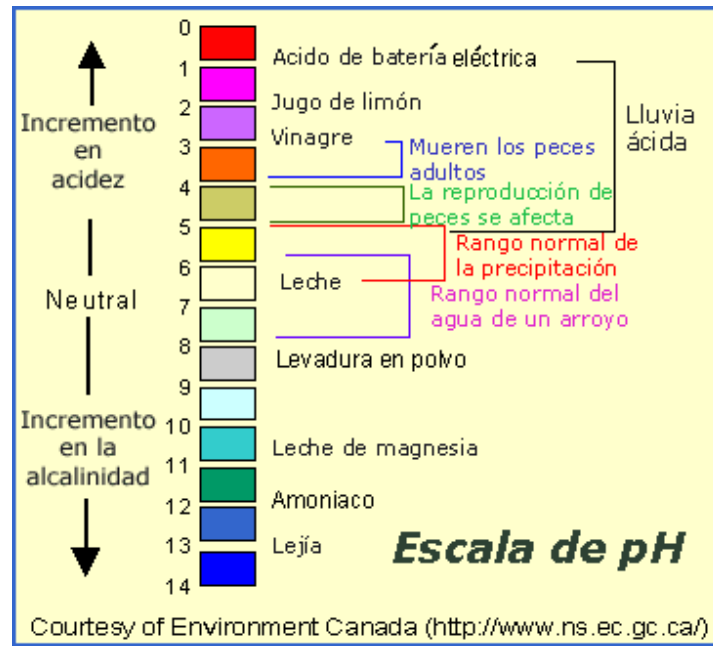 0
Acido de batería eléctrica
1
Jugo de limón
2
Vinagre
3
4
5
6
Leche
7
8
Levadura en polvo
9
10
Leche de magnesia
11
Amoniaco
12
13
Lejía
14
Incremento
en
acidez
Neutral
Incremento
en la
alcalinidad
Lluvia
ácida
Mueren los peces
adultos
La reproducción de
peces se afecta
Rango normal de
la precipitación
Rango normal del
agua de un arroyo
Escala de pH
Courtesy of Environment Canada (http://www.ns.ec.gc.ca/)